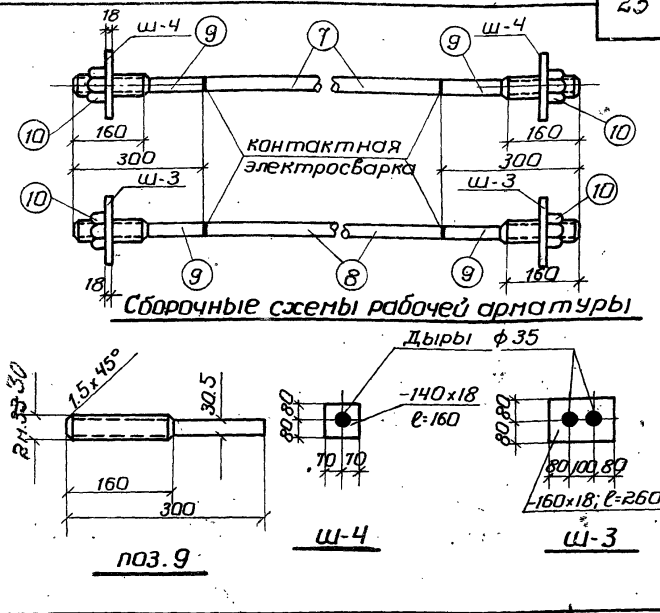 25
18
ш-4
9
7
9
ш-4
10
160
300
контактная
электросварка
160
300
10
10
ш-3
ш-3
10
18
9
8
9
160
Сборочные схемы рабочей арматуры
Дыры ф35
1.5x45°
30.5
160
300
поз.9
80 80
-140x18
ℓ=160
70 70
ш-4
80 80
80 100 80
-160x18; ℓ=260
ш-3